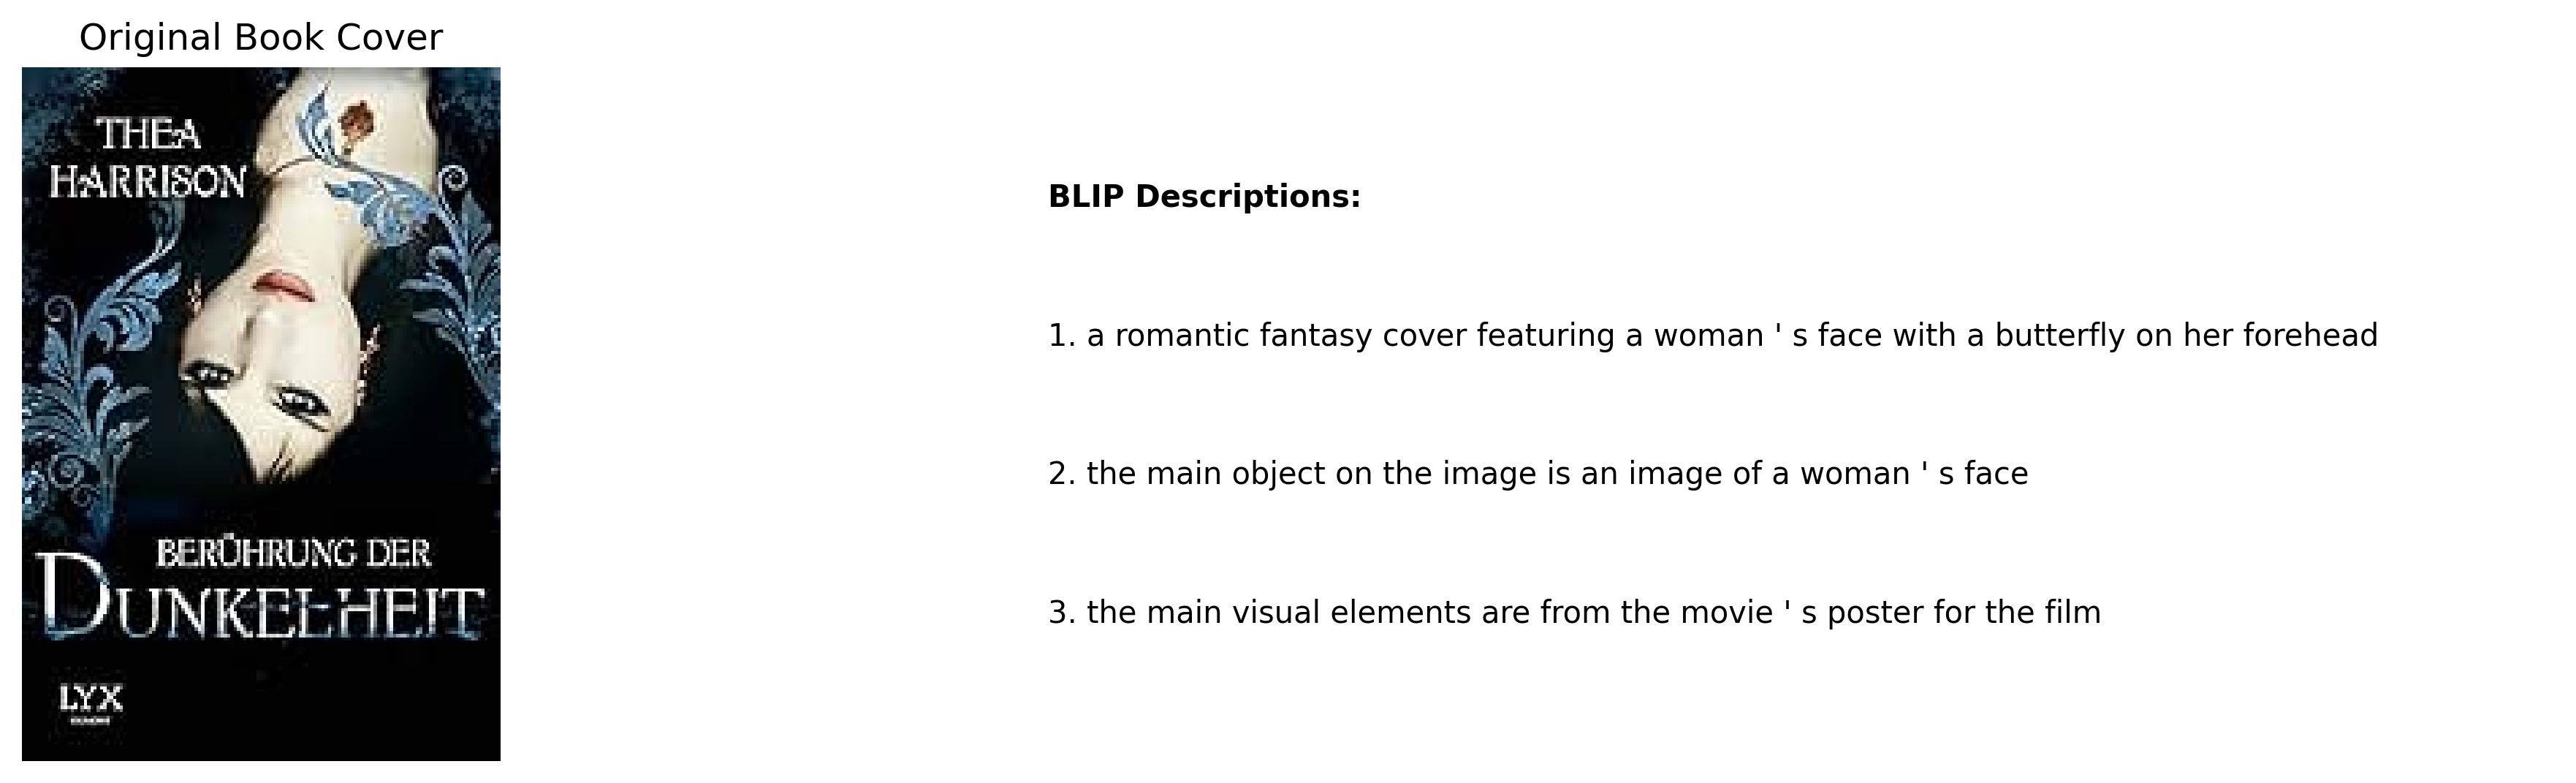 Original Book Cover
THEA
HARRISON
BERÜHRUNG DER
DUNKELHEIT
LYX
BLIP Descriptions:
1. a romantic fantasy cover featuring a woman ' s face with a butterfly on her forehead
2. the main object on the image is an image of a woman ' s face
3. the main visual elements are from the movie ' s poster for the film